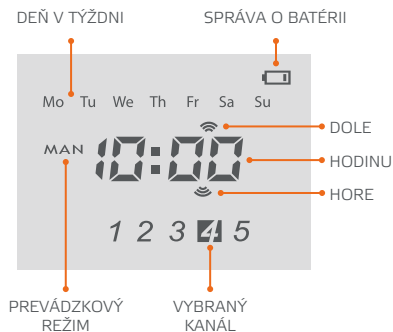 DEŇ V TÝŽDNI
SPRÁVA O BATÉRII
Mo Tu We Th Fr Sa Su
DOLE
MAN 10:00
HODINU
HORE
1 2 3 4 5
PREVÁDZKOVÝ
REŽIM
VYBRANÝ
KANÁL